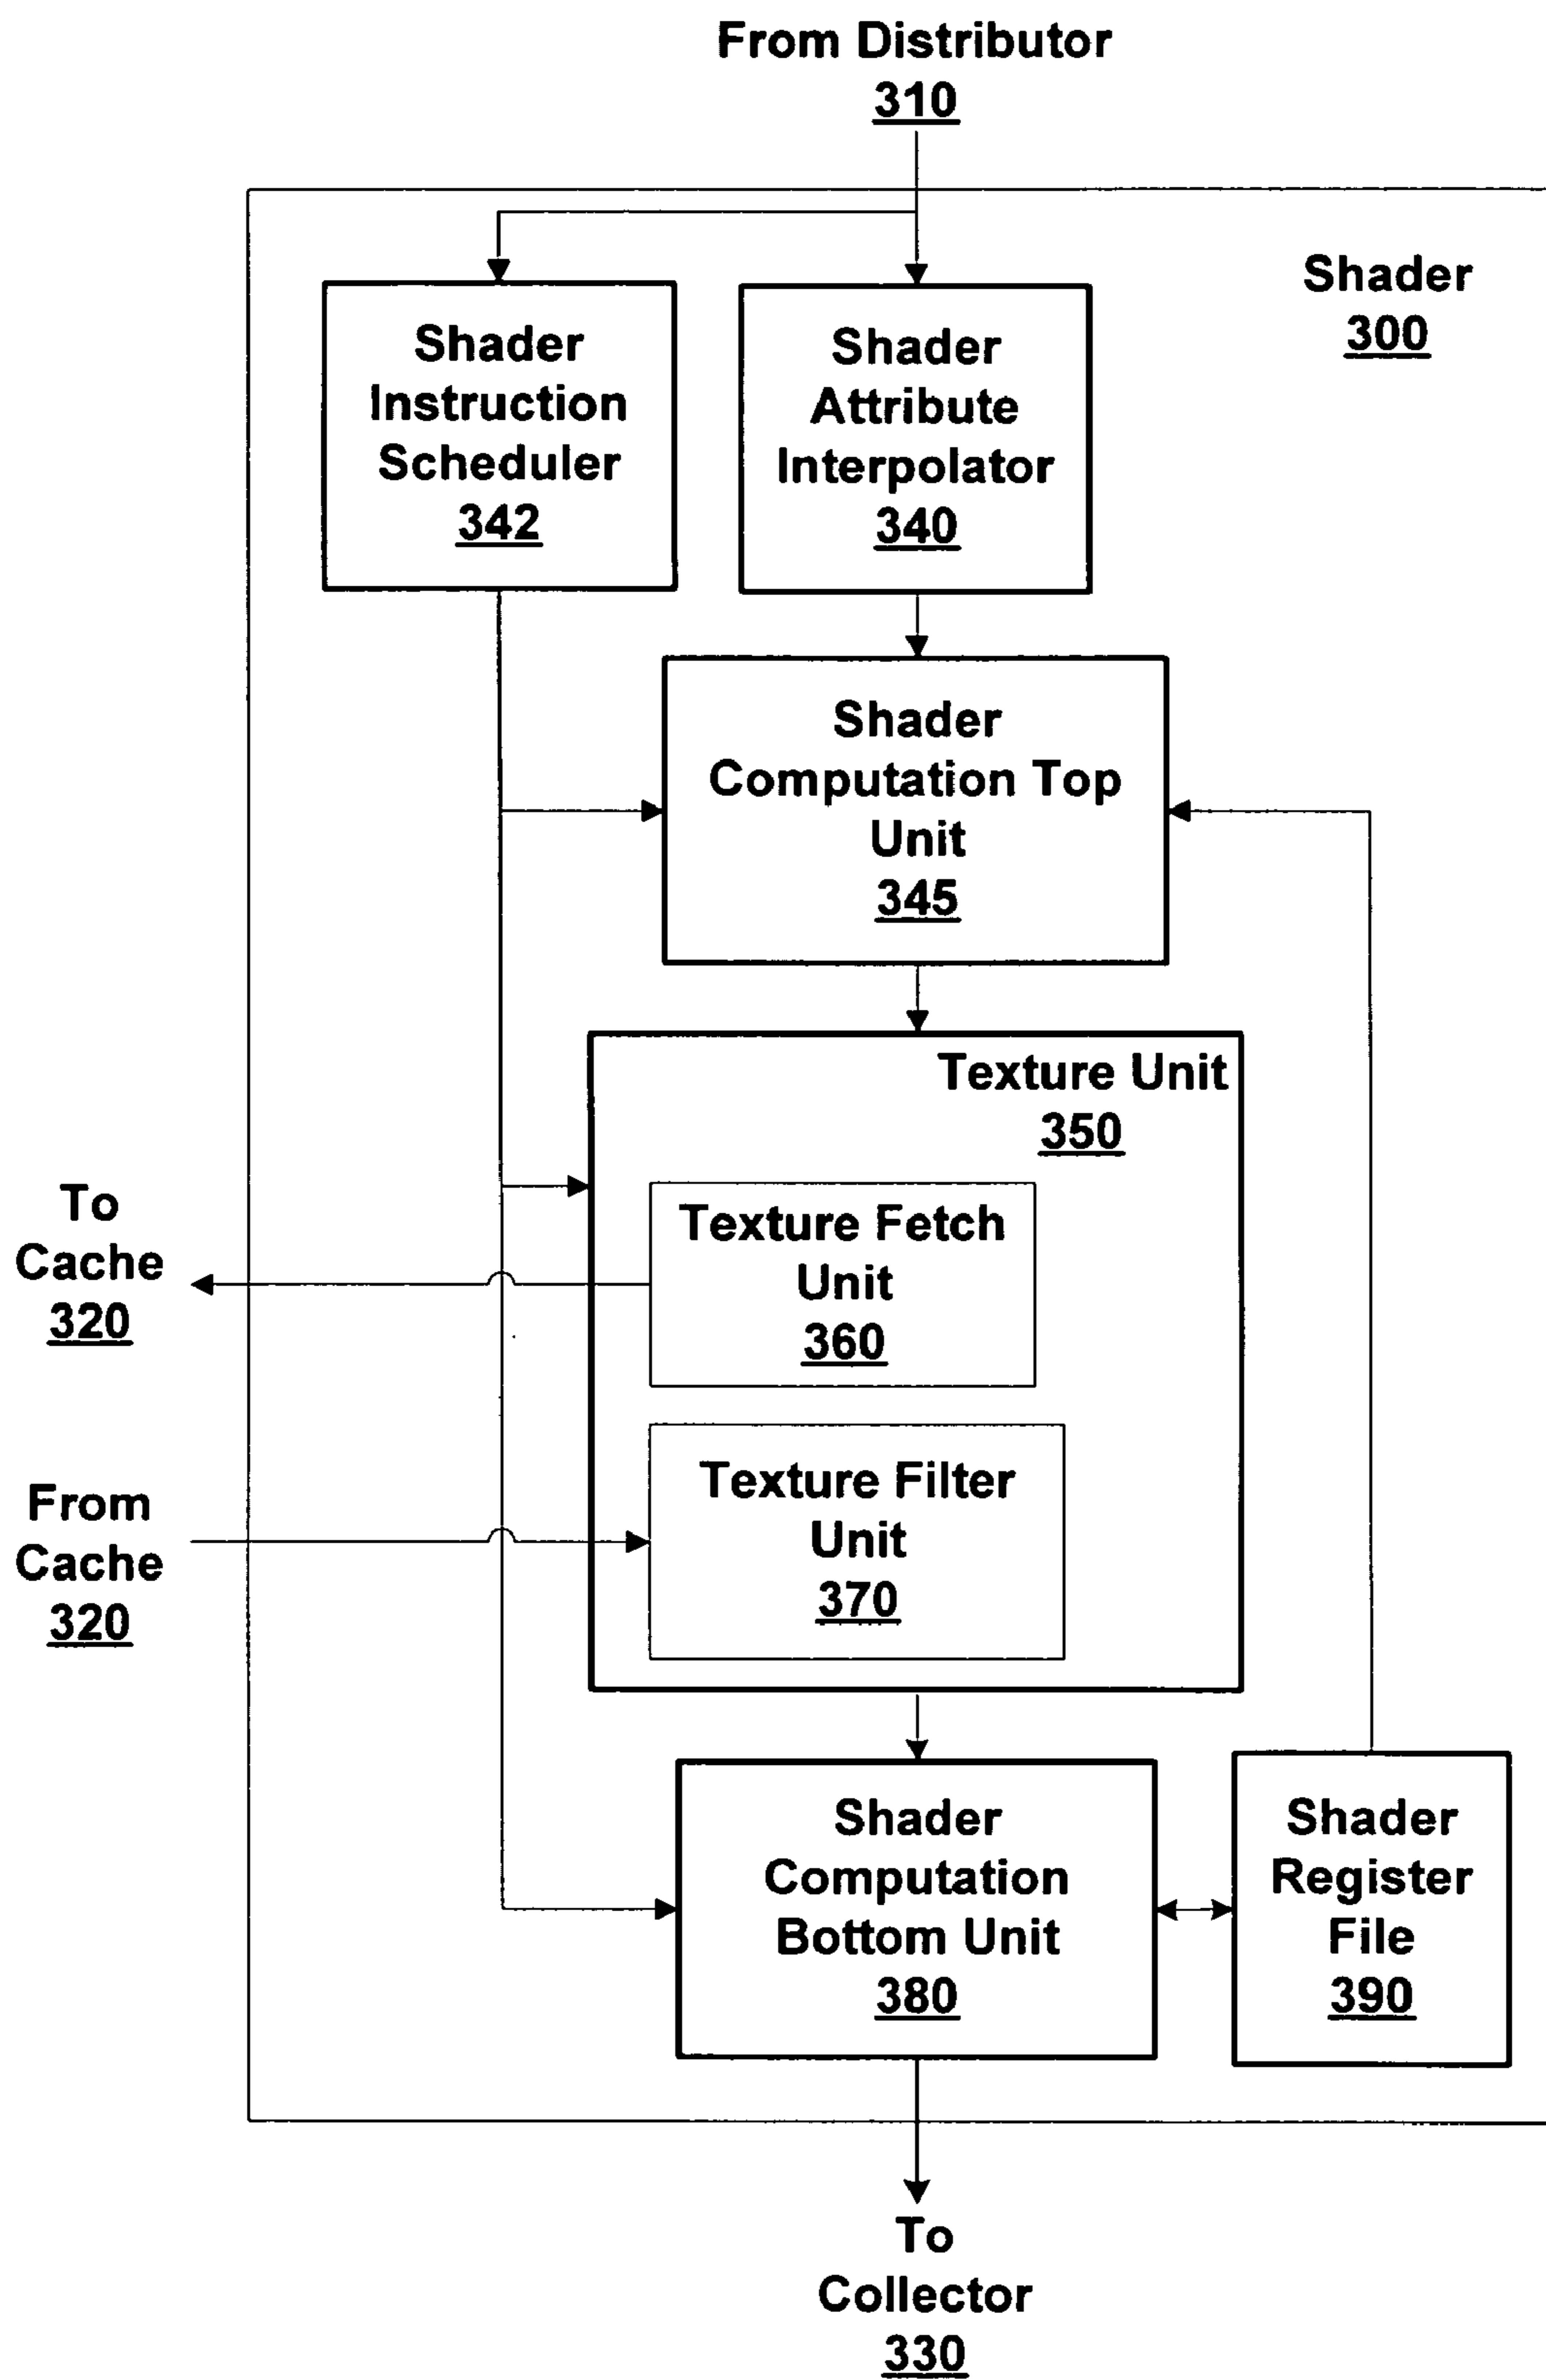 From Distributor
310
Shader
300
Shader
Instruction
Scheduler
342
Shader
Attribute
Interpolator
340
Shader
Computation Top
Unit
345
Texture Unit
350
To
Cache
320
Texture Fetch
Unit
360
From
Cache
320
Texture Filter
Unit
370
Shader
Computation
Bottom Unit
380
Shader
Register
File
390
To
Collector
330